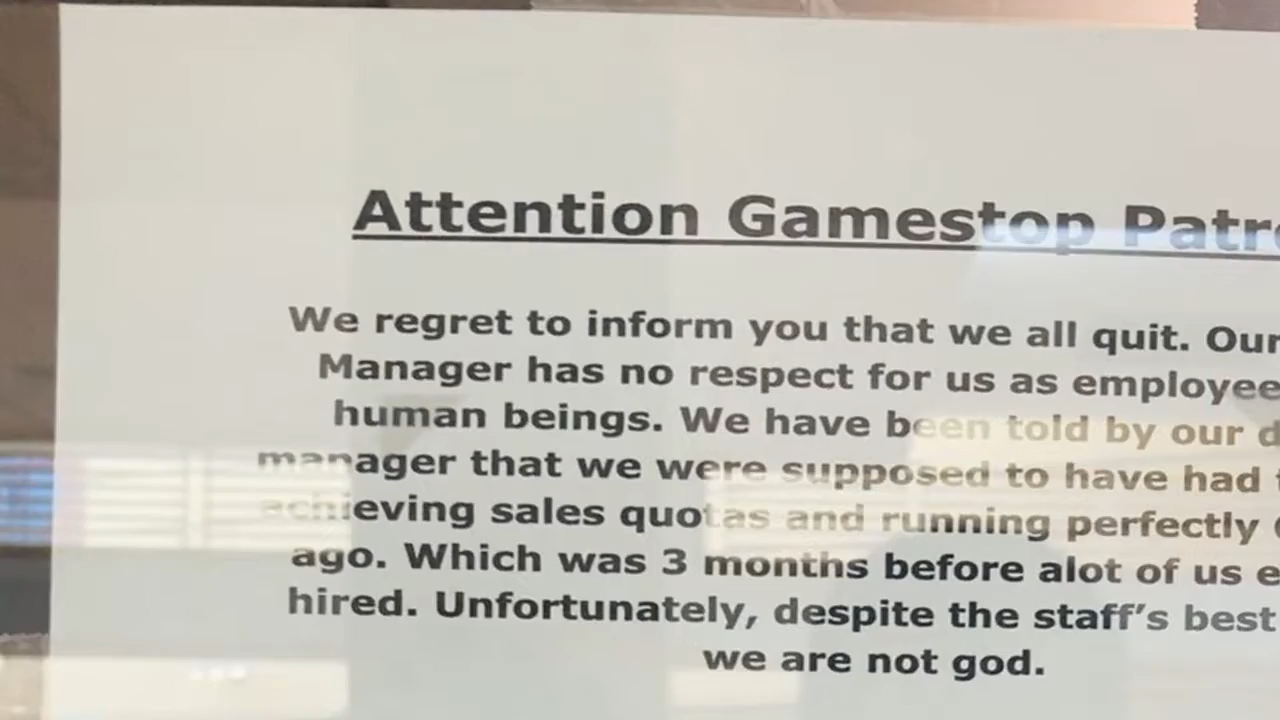 Attention Gamestop Patr
We regret to inform you that we all quit. Our
Manager has no respect for us as employee
human beings. We have been told by our d
manager that we were supposed to have had
achieving sales quotas and running perfectly
ago. Which was 3 months before alot of us e
hired. Unfortunately, despite the staff's best
we are not god.